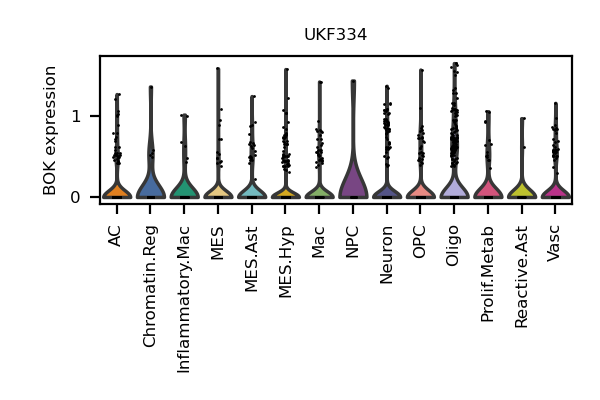 UKF334
BOK expression
1
0
AC
Chromatin.Reg
Inflammatory.Mac
MES
MES.Ast
MES.Hyp
Mac
NPC
Neuron
OPC
Oligo
Prolif.Metab
Reactive.Ast
Vasc